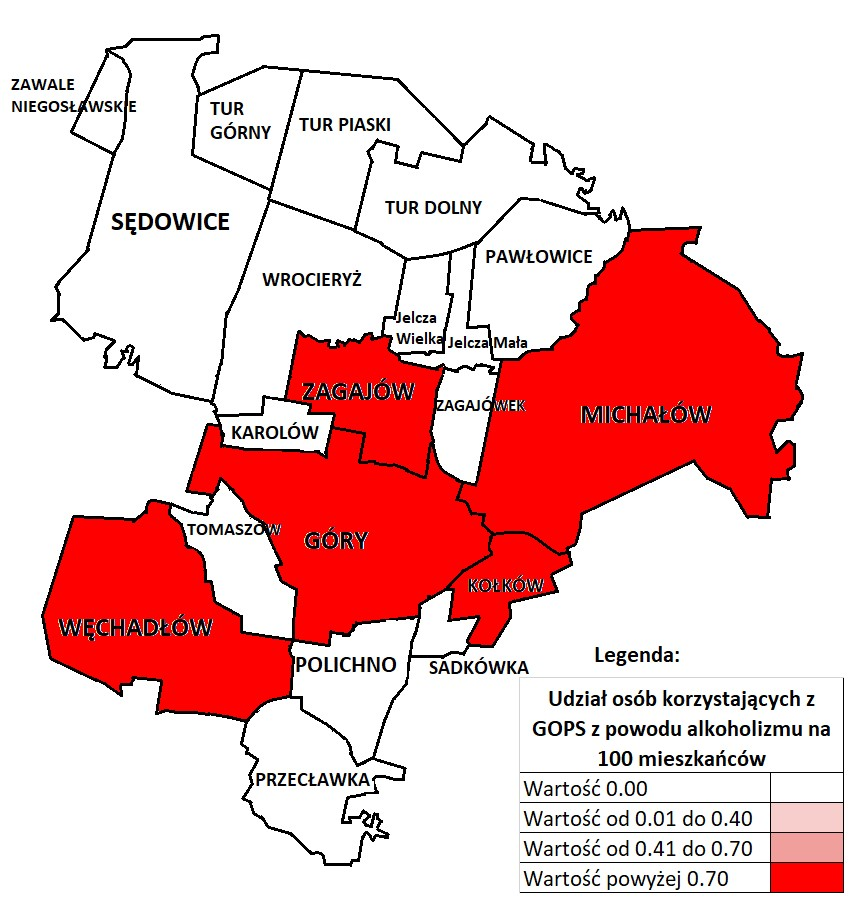 ZAWALE
NIEGOSŁAWSKIE
TUR
GÓRNY
TUR PIASKI
SĘDOWICE
TUR DOLNY
PAWŁOWICE
WROCIERYŻ
Jelcza
Wielka
Jelcza Mała
ZAGAJÓW
ZAGAJÓWEK
MICHAŁÓW
KAROLÓW
TOMASZÓW
GÓRY
KOŁKÓW
WĘCHADŁÓW
POLICHNO
SADKÓWKA
PRZECŁAWKA
Legenda:
Udział osób korzystających z
GOPS z powodu alkoholizmu na
100 mieszkańców
Wartość 0.00
Wartość od 0.01 do 0.40
Wartość od 0.41 do 0.70
Wartość powyżej 0.70